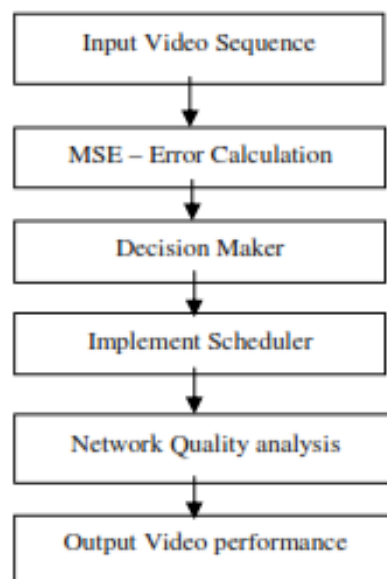 Input Video Sequence
MSE – Error Calculation
Decision Maker
Implement Scheduler
Network Quality analysis
Output Video performance